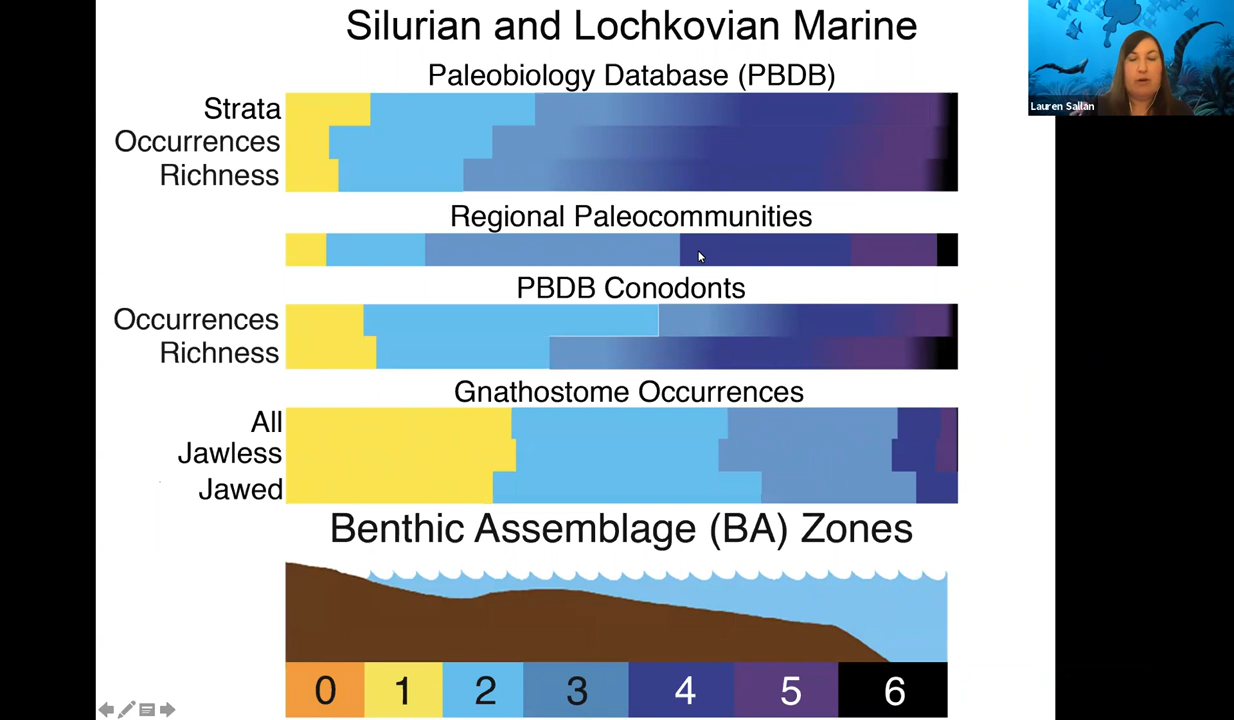 Silurian and Lochkovian Marine
Paleobiology Database (PBDB)
Strata
Occurrences
Richness
Regional Paleocommunities
PBDB Conodonts
Occurrences
Richness
Gnathostome Occurrences
All
Jawless
Jawed
Benthic Assemblage (BA) Zones
0 1 2 3 4 5 6
Lauren Sallan